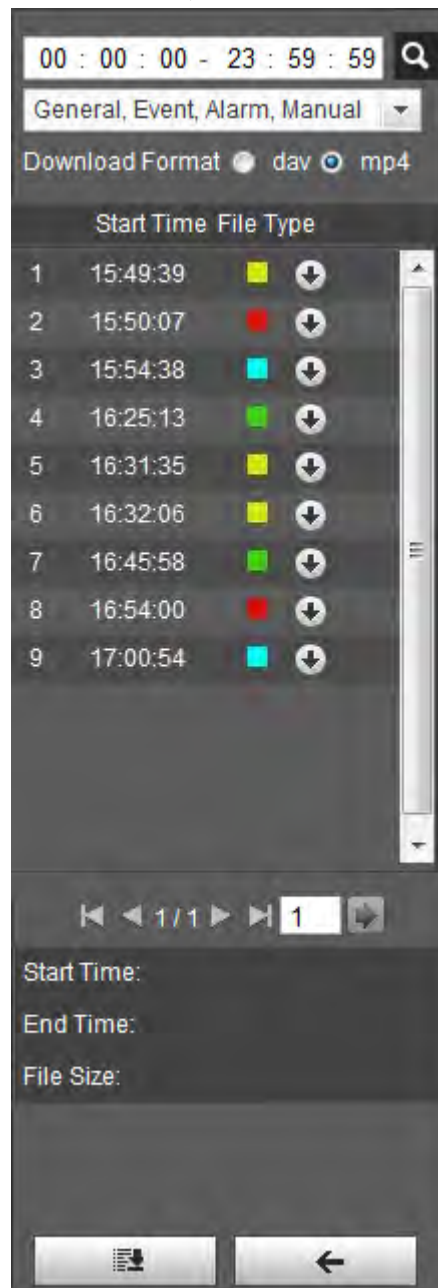 00 : 00 : 00 - 23 : 59 : 59
General, Event, Alarm, Manual
Download Format dav mp4
Start Time File Type
1 15:49:39
2 15:50:07
3 15:54:38
4 16:25:13
5 16:31:35
6 16:32:06
7 16:45:58
8 16:54:00
9 17:00:54
1 / 1 1
Start Time:
End Time:
File Size: